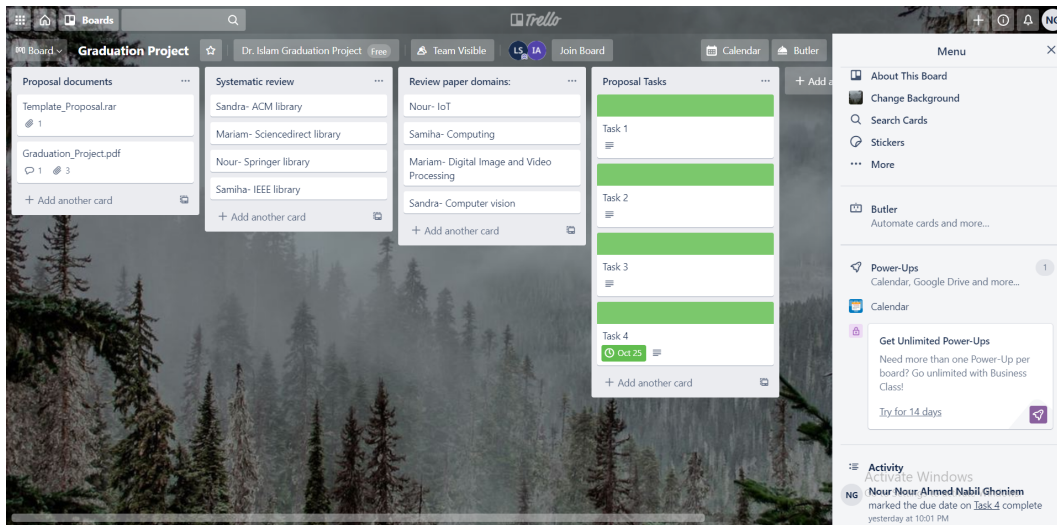 Boards
Trello
NG
Board
Graduation Project
Dr. Islam Graduation Project Free
Team Visible
LS IA
Join Board
Calendar
Butler
Proposal documents
Template_Proposal.rar
1
Graduation_Project.pdf
1 3
+ Add another card
Systematic review
Sandra- ACM library
Mariam- Sciencedirect library
Nour- Springer library
Samiha- IEEE library
+ Add another card
Review paper domains:
Nour- IoT
Samiha- Computing
Mariam- Digital Image and Video
Processing
Sandra- Computer vision
+ Add another card
Proposal Tasks
Task 1
Task 2
Task 3
Task 4
Oct 25
+ Add another card
+ Add a
Menu
About This Board
Change Background
Search Cards
Stickers
More
Butler
Automate cards and more...
Power-Ups 1
Calendar, Google Drive and more...
Calendar
Get Unlimited Power-Ups
Need more than one Power-Up per
board? Go unlimited with Business
Class!
Try for 14 days
Activity
Activate Windows
NG Nour Nour Ahmed Nabil Ghoniem
marked the due date on Task 4 complete
yesterday at 10:01 PM